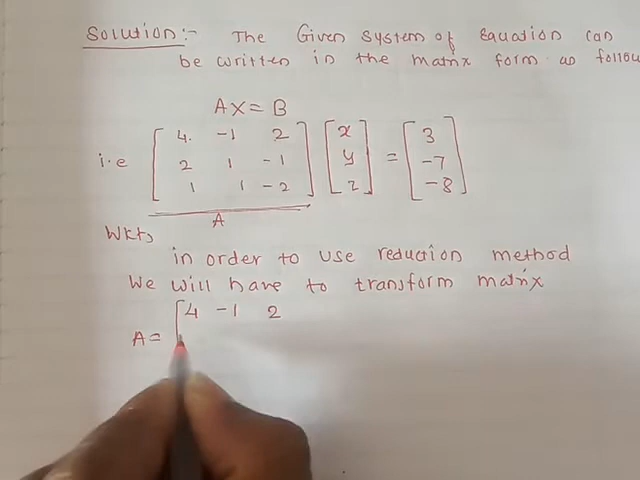 Solution:- The Given System of Equation can
be written in the matrix form as follou
AX = B
i.e [4 -1 2] [x] = [3]
[2 1 -1] [y] [-7]
[1 1 -2] [z] [-8]
A
Wkt,
in order to use reduction method
We will have to transform matrix
A = [4 -1 2